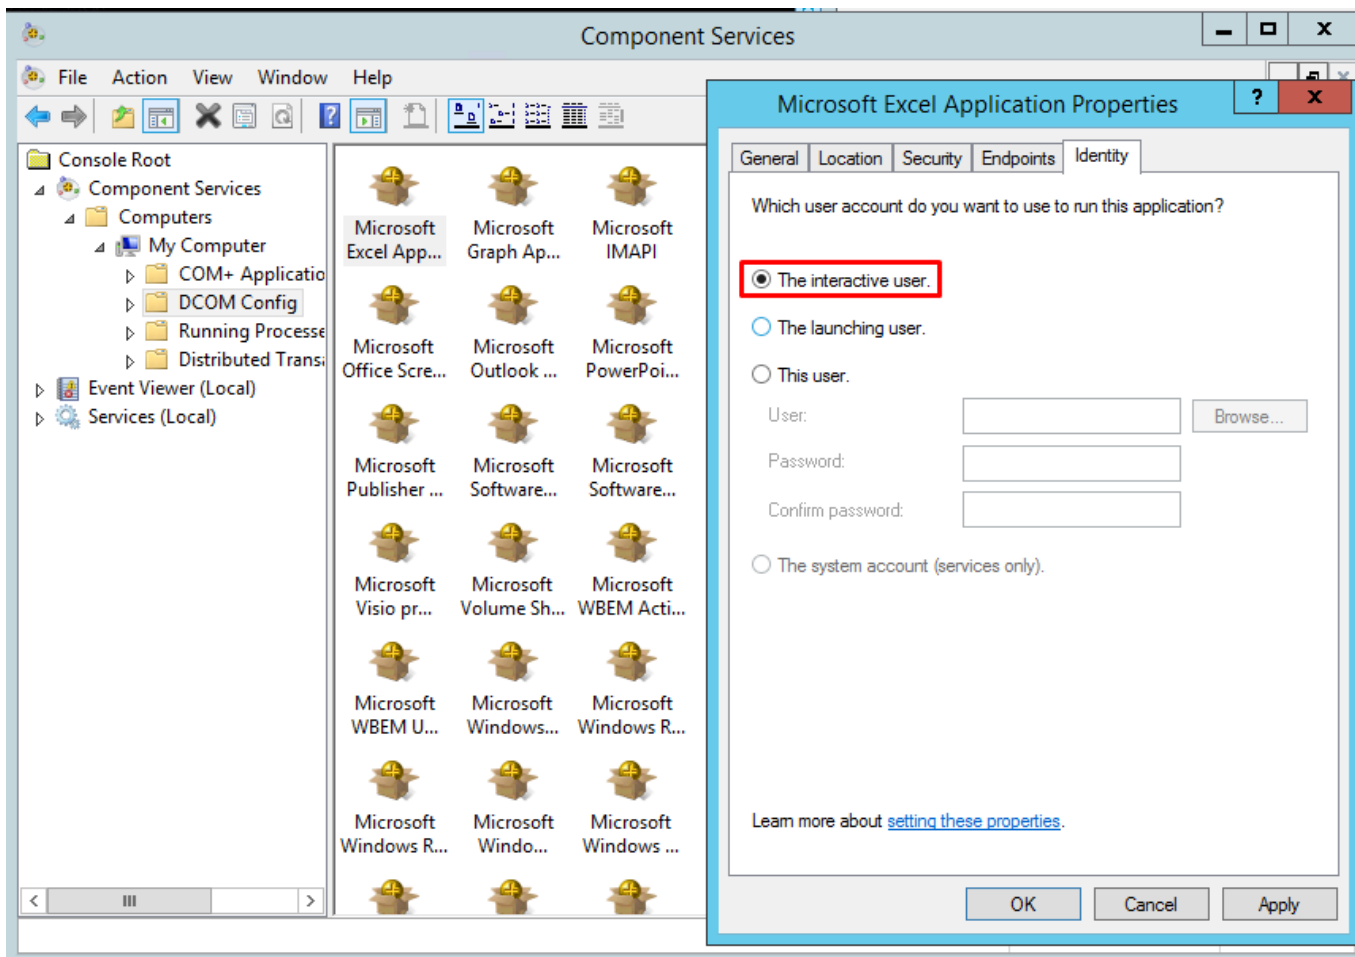 Component Services
File Action View Window Help
Console Root
Component Services
Computers
My Computer
COM+ Applicatio
DCOM Config
Running Processe
Distributed Trans
Event Viewer (Local)
Services (Local)
Microsoft Excel App...
Microsoft Graph Ap...
Microsoft IMAPI
Microsoft Office Scre...
Microsoft Outlook ...
Microsoft PowerPoi...
Microsoft Publisher ...
Microsoft Software...
Microsoft Software...
Microsoft Visio pr...
Microsoft Volume Sh...
Microsoft WBEM Acti...
Microsoft WBEM U...
Microsoft Windows...
Microsoft Windows R...
Microsoft Windows R...
Microsoft Windo...
Microsoft Windows ...
Microsoft Excel Application Properties
General Location Security Endpoints Identity
Which user account do you want to use to run this application?
The interactive user.
The launching user.
This user.
User:
Browse...
Password:
Confirm password:
The system account (services only).
Learn more about setting these properties.
OK Cancel Apply